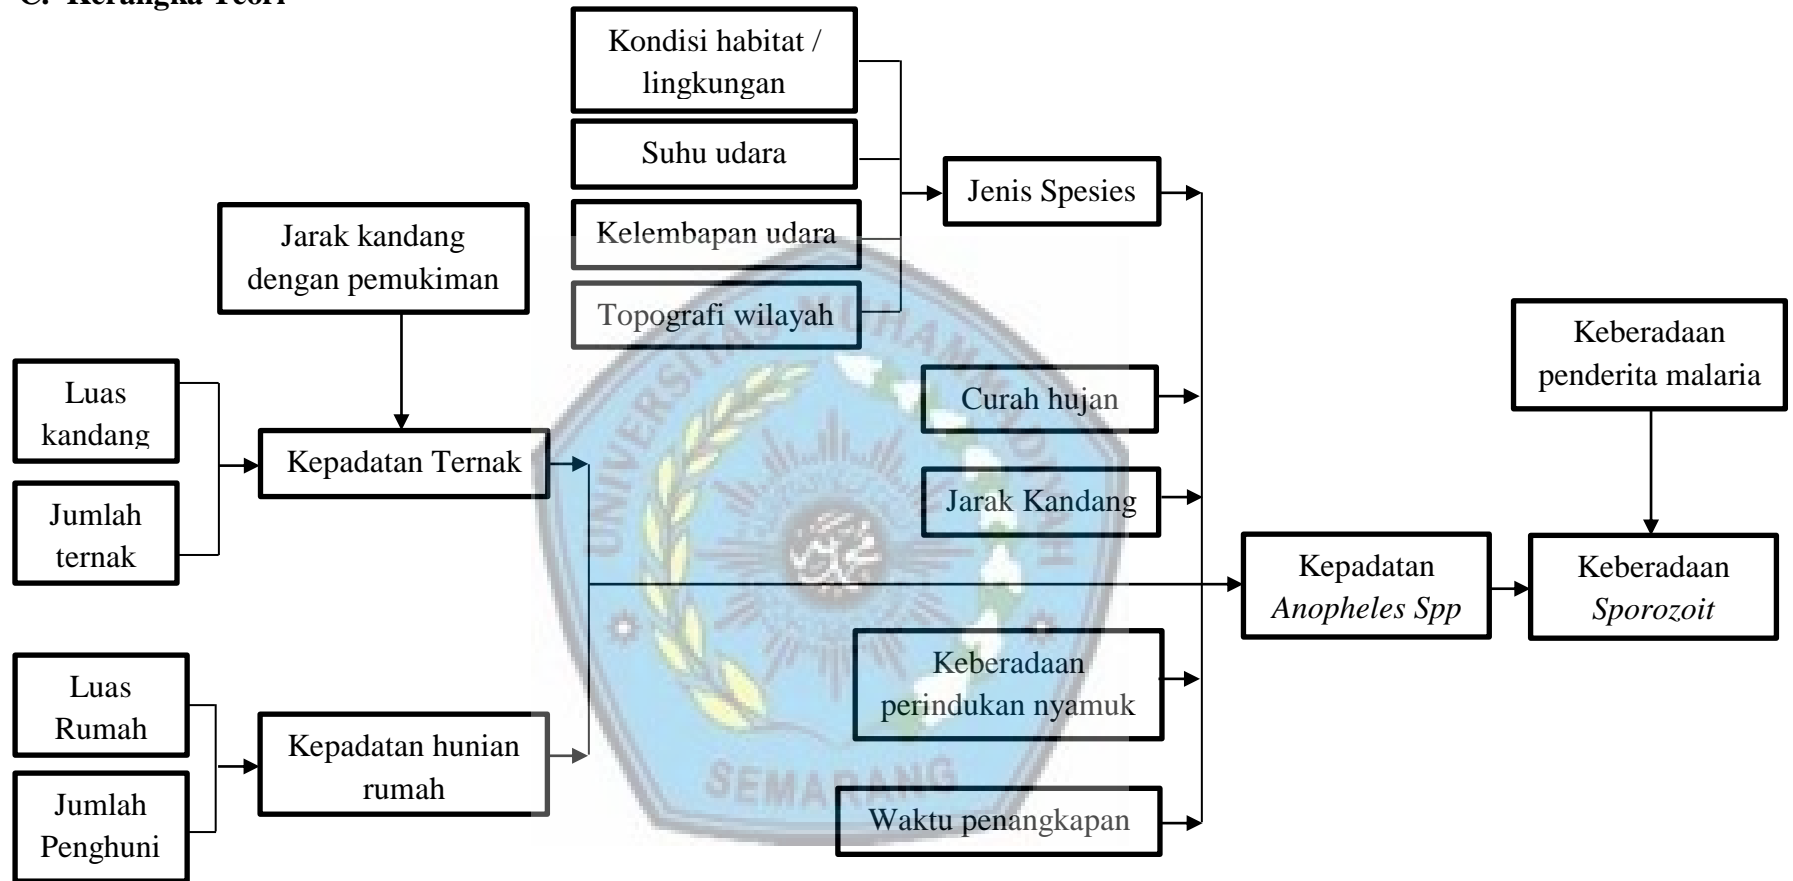 C. Kerangka Teori
Kondisi habitat /
lingkungan
Suhu udara
Kelembapan udara
Topografi wilayah
Jenis Spesies
Jarak kandang
dengan pemukiman
Luas
kandang
Jumlah
ternak
Kepadatan Ternak
Curah hujan
Jarak Kandang
Keberadaan
penderita malaria
Kepadatan
Anopheles Spp
Keberadaan
Sporozoit
Luas
Rumah
Jumlah
Penghuni
Kepadatan hunian
rumah
Keberadaan
perindukan nyamuk
Waktu penangkapan
UNIVERSITAS MUHAMMADIYAH
SEMARANG